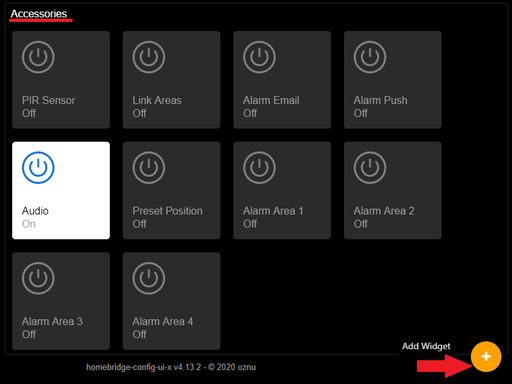 Accessories
PIR Sensor
Off
Link Areas
Off
Alarm Email
Off
Alarm Push
Off
Audio
On
Preset Position
Off
Alarm Area 1
Off
Alarm Area 2
Off
Alarm Area 3
Off
Alarm Area 4
Off
Add Widget
homebridge-config-ui-x v4.13.2 - © 2020 oznu